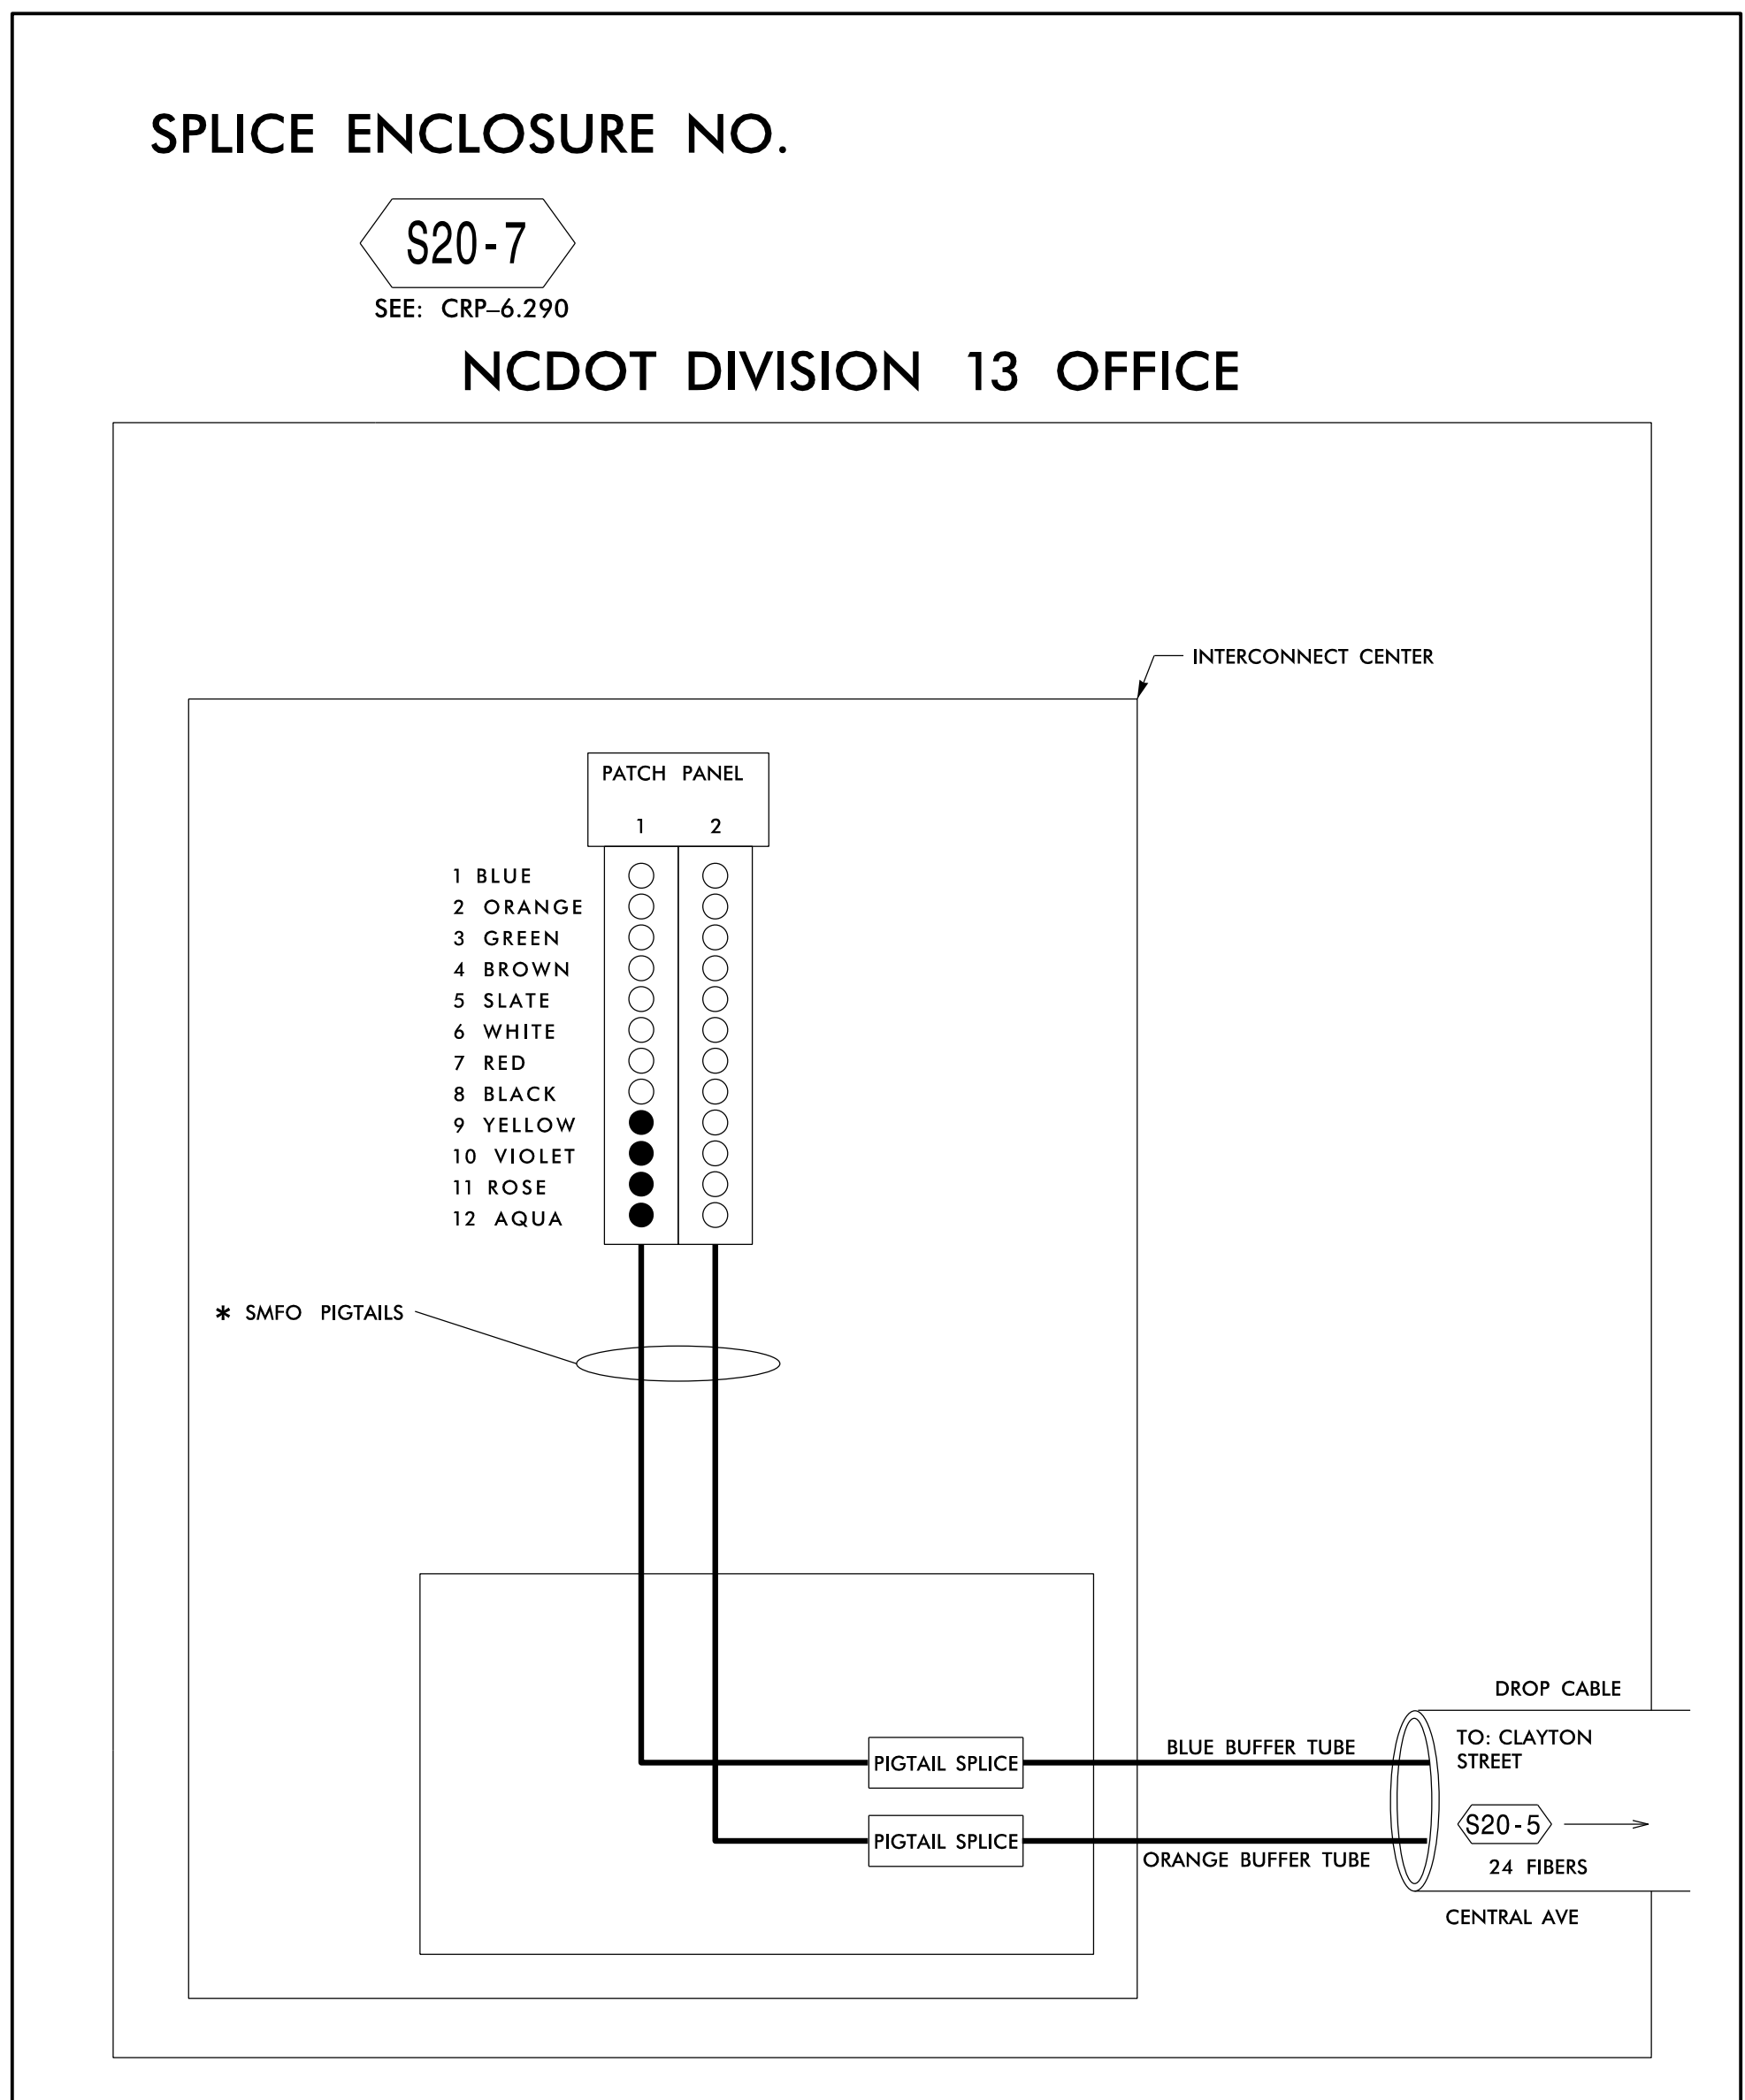 SPLICE ENCLOSURE NO.
S20-7
SEE: CRP-6.290
NCDOT DIVISION 13 OFFICE
INTERCONNECT CENTER
PATCH PANEL
1 2
1 BLUE
2 ORANGE
3 GREEN
4 BROWN
5 SLATE
6 WHITE
7 RED
8 BLACK
9 YELLOW
10 VIOLET
11 ROSE
12 AQUA
* SMFO PIGTAILS
DROP CABLE
TO: CLAYTON
STREET
BLUE BUFFER TUBE
PIGTAIL SPLICE
S20-5
PIGTAIL SPLICE
ORANGE BUFFER TUBE
24 FIBERS
CENTRAL AVE